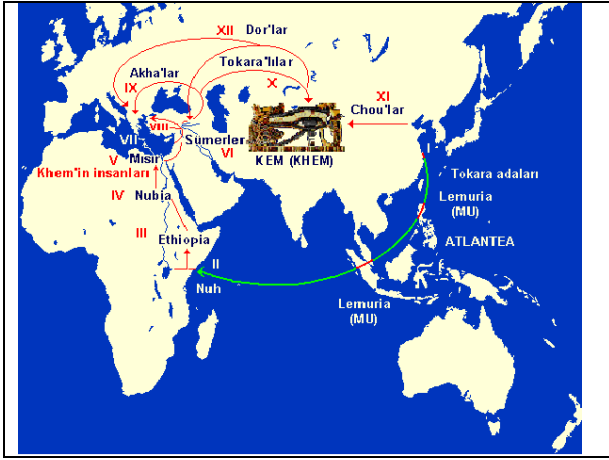 XII
Dor'lar
Akha'lar
Tokara'lılar
IX
X
XI
Chou'lar
VIII
VII
Sümerler
I
V
Mısır
VI
KEM (KHEM)
Khem'in insanları
Tokara adaları
IV
Nubia
Lemuria
(MU)
III
Ethiopia
ATLANTEA
II
Nuh
Lemuria
(MU)